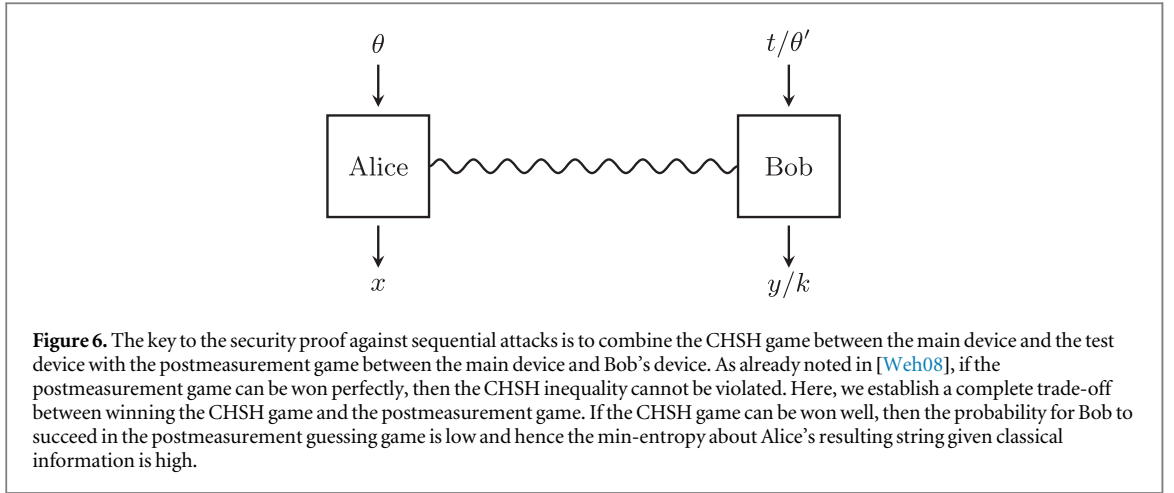 θ t/θ′
Alice Bob
x y/k
Figure 6. The key to the security proof against sequential attacks is to combine the CHSH game between the main device and the test
device with the postmeasurement game between the main device and Bob's device. As already noted in [Weh08], if the
postmeasurement game can be won perfectly, then the CHSH inequality cannot be violated. Here, we establish a complete trade-off
between winning the CHSH game and the postmeasurement game. If the CHSH game can be won well, then the probability for Bob to
succeed in the postmeasurement guessing game is low and hence the min-entropy about Alice's resulting string given classical
information is high.